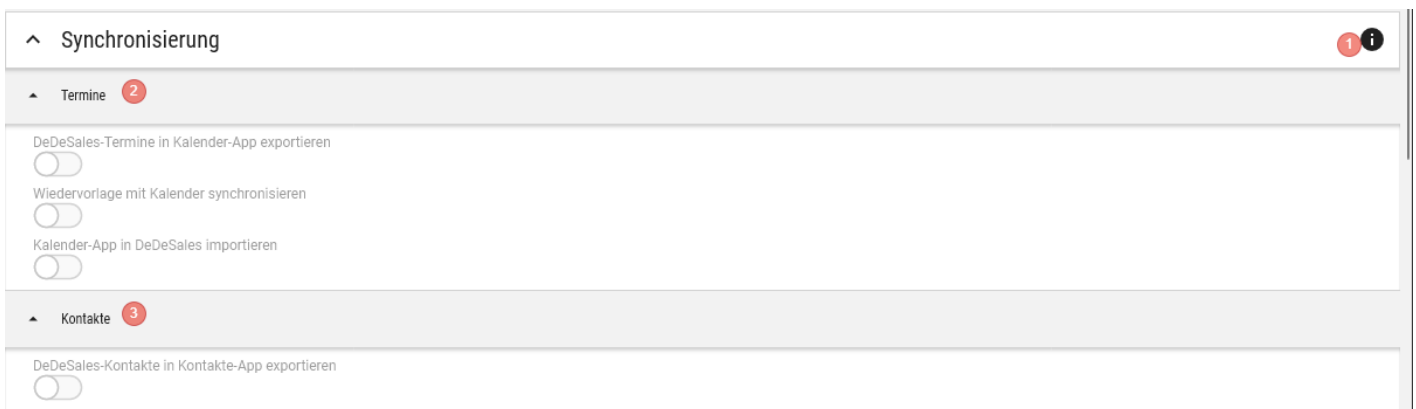 Synchronisierung
1
Termine 2
DeDeSales-Termine in Kalender-App exportieren
Wiedervorlage mit Kalender synchronisieren
Kalender-App in DeDeSales importieren
Kontakte 3
DeDeSales-Kontakte in Kontakte-App exportieren